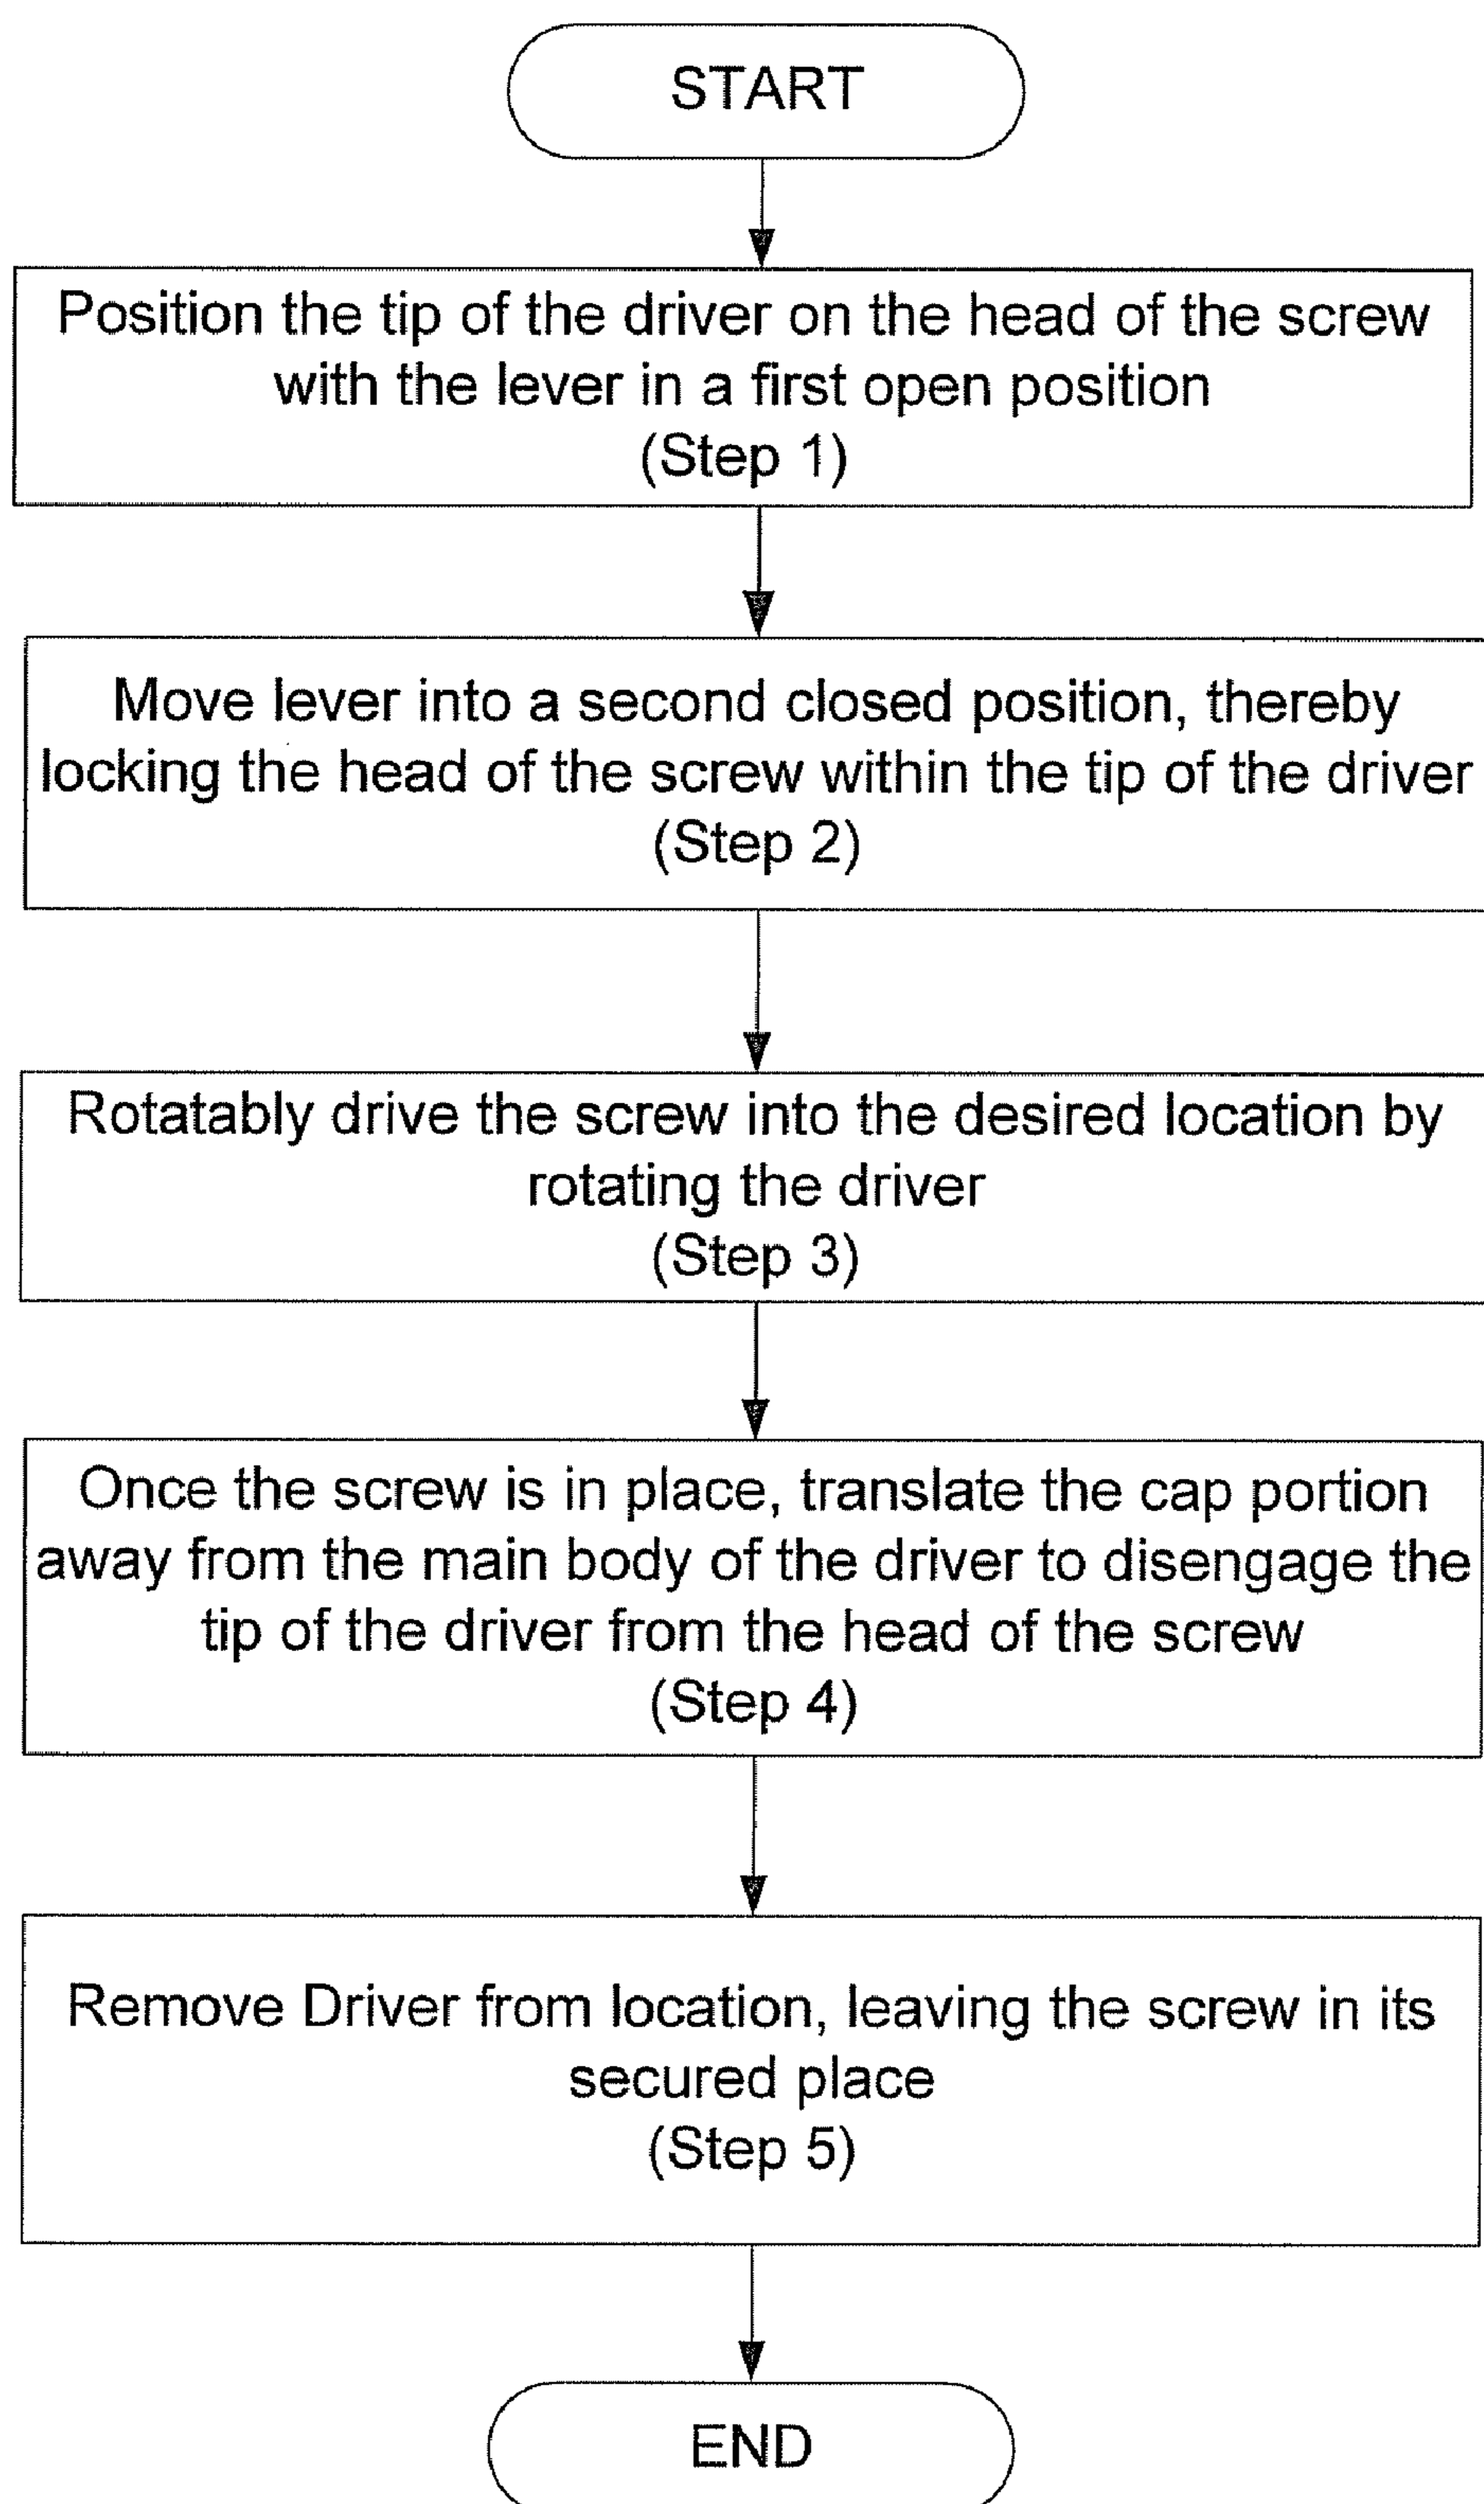 START
Position the tip of the driver on the head of the screw
with the lever in a first open position
(Step 1)
Move lever into a second closed position, thereby
locking the head of the screw within the tip of the driver
(Step 2)
Rotatably drive the screw into the desired location by
rotating the driver
(Step 3)
Once the screw is in place, translate the cap portion
away from the main body of the driver to disengage the
tip of the driver from the head of the screw
(Step 4)
Remove Driver from location, leaving the screw in its
secured place
(Step 5)
END